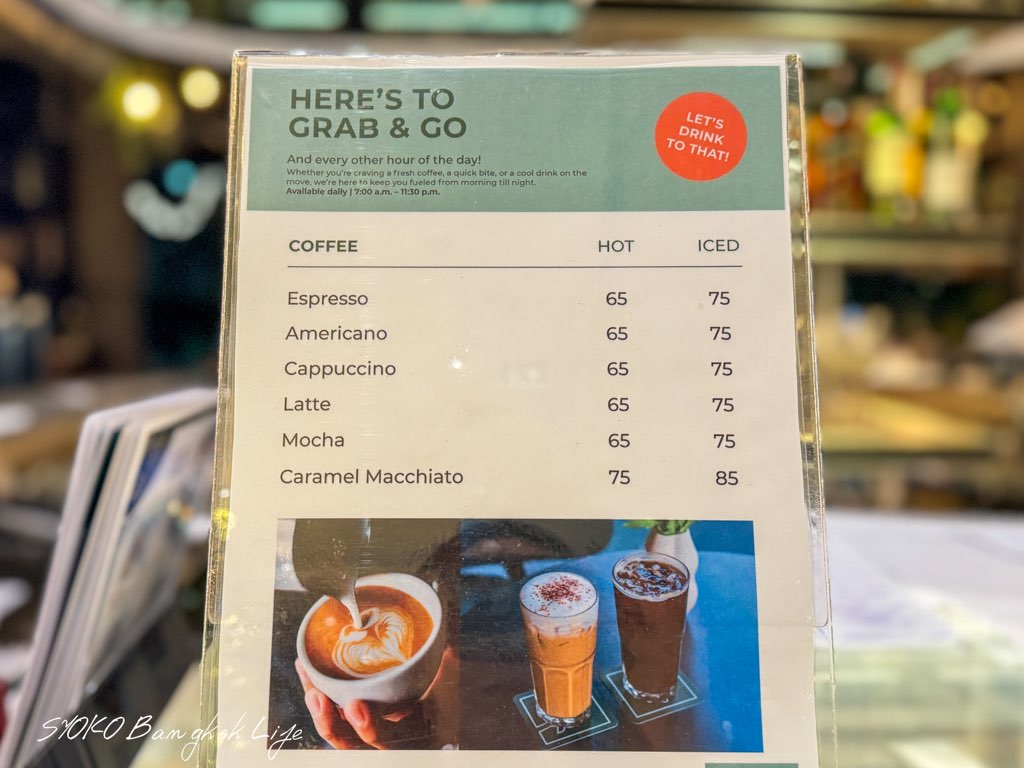 HERE'S TO
GRAB & GO
LET'S
DRINK
TO THAT!
And every other hour of the day!
Whether you're craving a fresh coffee, a quick bite, or a cool drink on the
move, we're here to keep you fueled from morning till night.
Available daily | 7:00 a.m. – 11:30 p.m.
COFFEE HOT ICED
Espresso 65 75
Americano 65 75
Cappuccino 65 75
Latte 65 75
Mocha 65 75
Caramel Macchiato 75 85
SYOKO Bangkok Life